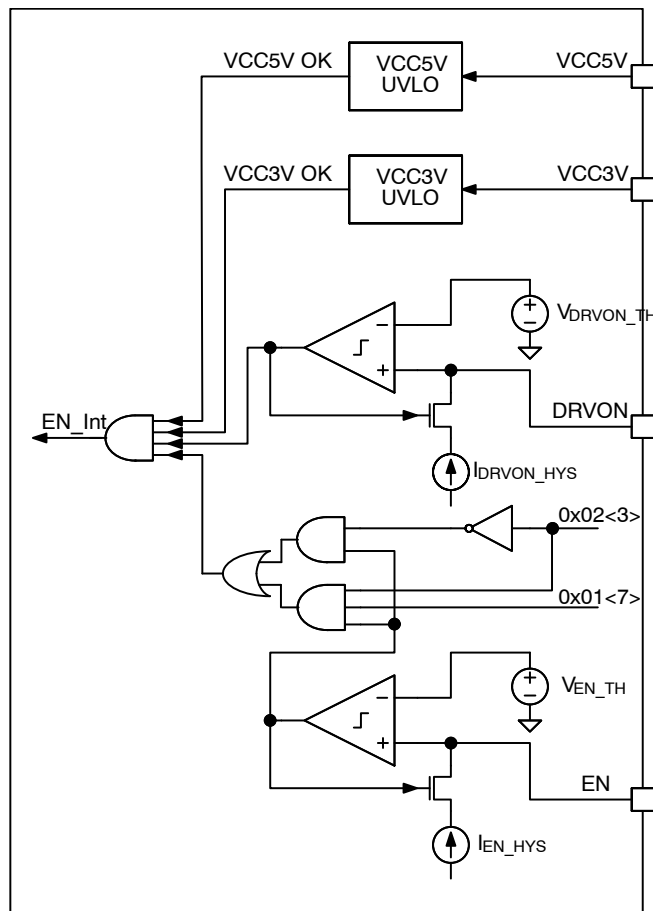 VCC5V OK
VCC5V
UVLO
VCC5V
VCC3V OK
VCC3V
UVLO
VCC3V
VDRVON_TH
DRVON
EN_Int
IDRVON_HYS
0x02<3>
0x01<7>
VEN_TH
EN
IEN_HYS